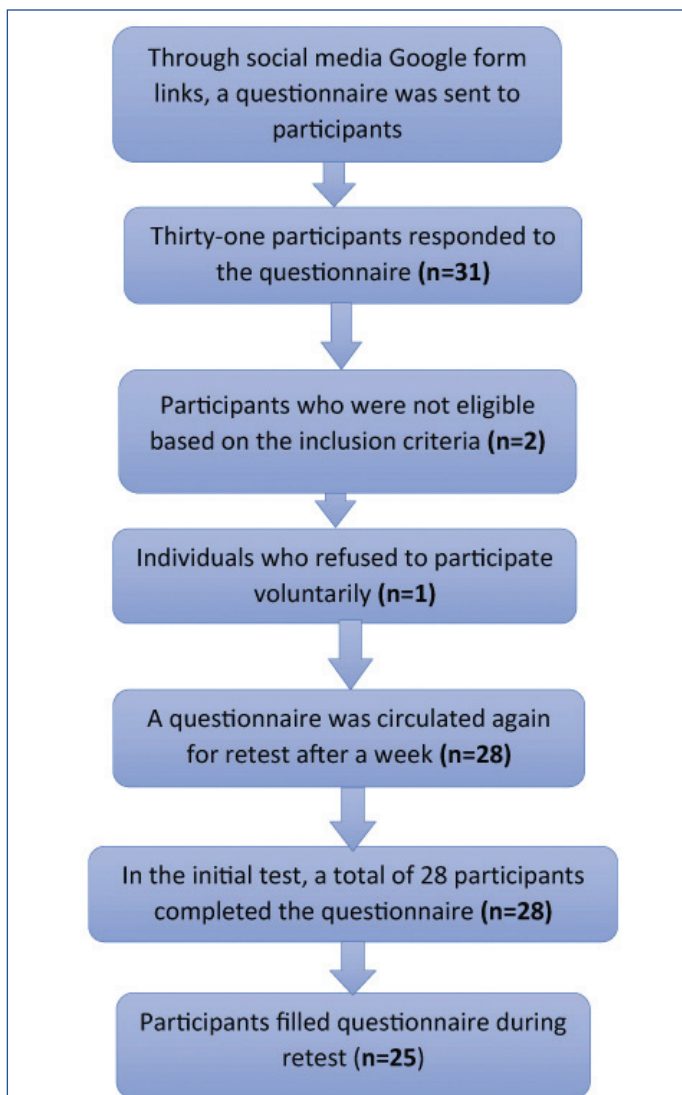 Through social media Google form
links, a questionnaire was sent to
participants
Thirty-one participants responded to
the questionnaire (n=31)
Participants who were not eligible
based on the inclusion criteria (n=2)
Individuals who refused to participate
voluntarily (n=1)
A questionnaire was circulated again
for retest after a week (n=28)
In the initial test, a total of 28 participants
completed the questionnaire (n=28)
Participants filled questionnaire during
retest (n=25)